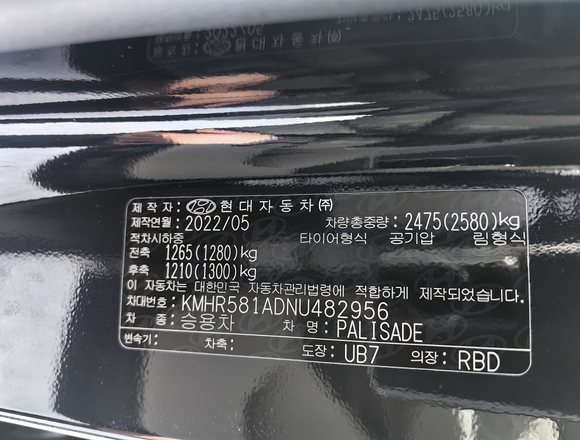 제 작 자: 현대자동차(주)
제작연월: 2022/05 차량총중량: 2475(2580)kg
적차시하중 타이어형식 공기압 림형식
전축 1265(1280)kg
후축 1210(1300)kg
이 자동차는 대한민국 자동차관리법령에 적합하게 제작되었습니다.
차대번호: KMHR581ADNU482956
차 종: 승용차 차 명: PALISADE
변속기: 차축: 도장: UB7 의장: RBD